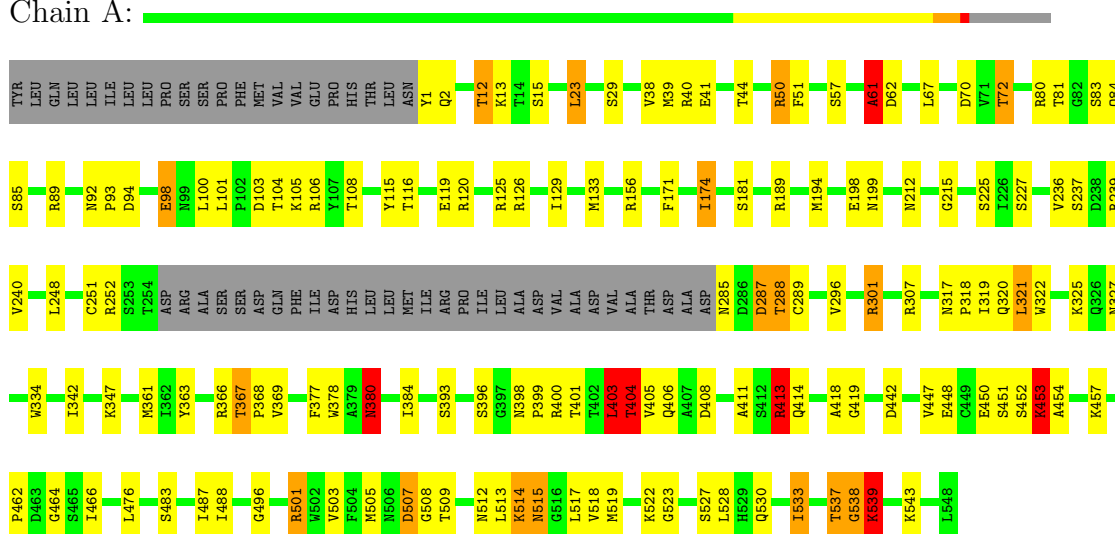 Chain A:
TYR LEU GLN LEU LEU ILE LEU LEU PRO SER SER PRO PHE MET VAL VAL GLU PRO HIS THR LEU ASN Y1 Q2 T12 K13 T14 S15 L23 S29 V38 M39 R40 E41 T44 R50 F51 S57 A61 D62 L67 D70 V71 T72 R80 T81 G82 S83 Q84
S85 R89 N92 P93 D94 E98 N99 L100 L101 P102 D103 T104 K105 R106 Y107 T108 Y115 T116 E119 R120 R125 R126 I129 M133 R156 F171 I174 S181 R189 M194 E198 N199 N212 G215 S225 I226 S227 V236 S237 D238 R239
V240 L248 C251 R252 S253 T254 ASP ARG ALA SER SER ASP GLN PHE ILE ASP HIS LEU LEU MET ILE ARG PRO ILE LEU ALA ASP VAL ALA ASP VAL ALA THR ASP ALA ASP N285 D286 D287 T288 C289 V296 R301 R307 N317 P318 I319 Q320 L321 W322 K325 Q326 N327
W334 I342 K347 M361 I362 Y363 R366 T367 P368 V369 F377 W378 A379 N380 I384 S393 S396 G397 N398 P399 R400 T401 T402 L403 T404 V405 Q406 A407 D408 A411 S412 R413 Q414 A418 G419 D442 V447 E448 C449 E450 S451 S452 K453 A454 K457
P462 D463 G464 S465 I466 L476 S483 I487 I488 G496 R501 W502 V503 F504 M505 N506 D507 G508 T509 N512 L513 K514 N515 G516 L517 V518 M519 K522 G523 S527 L528 H529 Q530 I533 T537 G538 K539 K543 L548